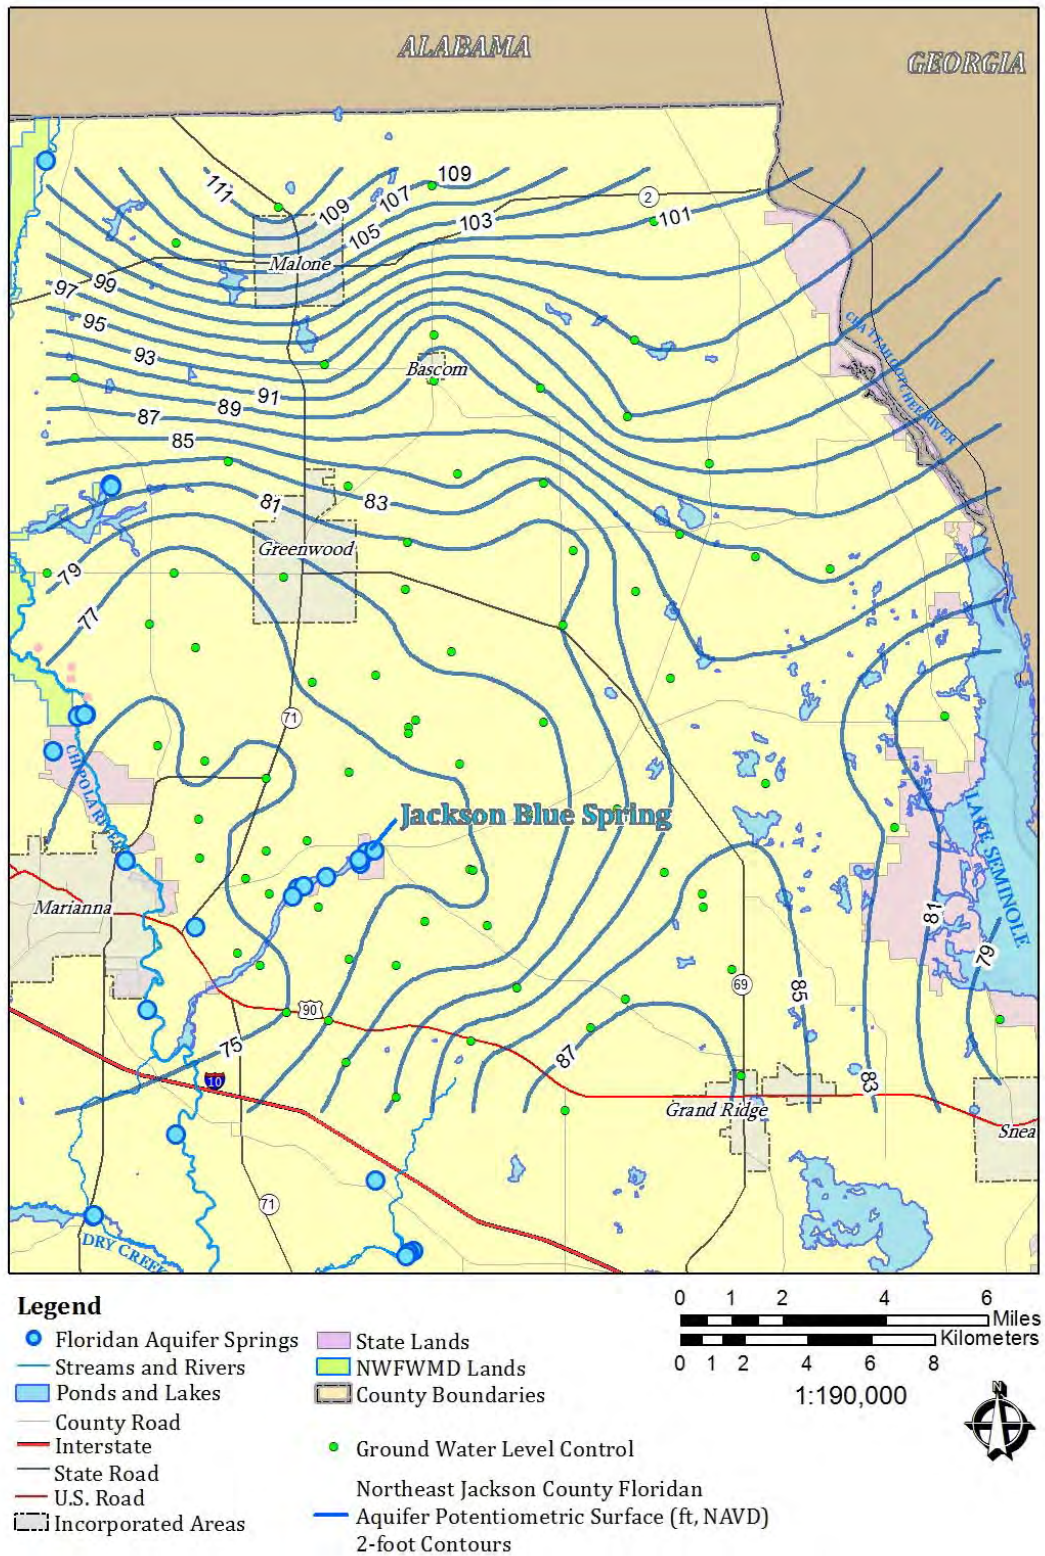 ALABAMA
GEORGIA
111
109
109
107
105
103
101
2
Malone
99
97
95
93
91
89
87
85
83
81
79
77
Bascom
CHATTAHOOTCHEE RIVER
Greenwood
71
CHIPOLA RIVER
Jackson Blue Spring
LAKE SEMINOLE
Marianna
81
79
69
85
90
87
83
75
10
Grand Ridge
Snea
71
DRY CREEK
Legend
Floridan Aquifer Springs
Streams and Rivers
Ponds and Lakes
County Road
Interstate
State Road
U.S. Road
Incorporated Areas
State Lands
NWFWMD Lands
County Boundaries
Ground Water Level Control
Northeast Jackson County Floridan
Aquifer Potentiometric Surface (ft, NAVD)
2-foot Contours
0 1 2 4 6
Miles
Kilometers
0 1 2 4 6 8
1:190,000
N